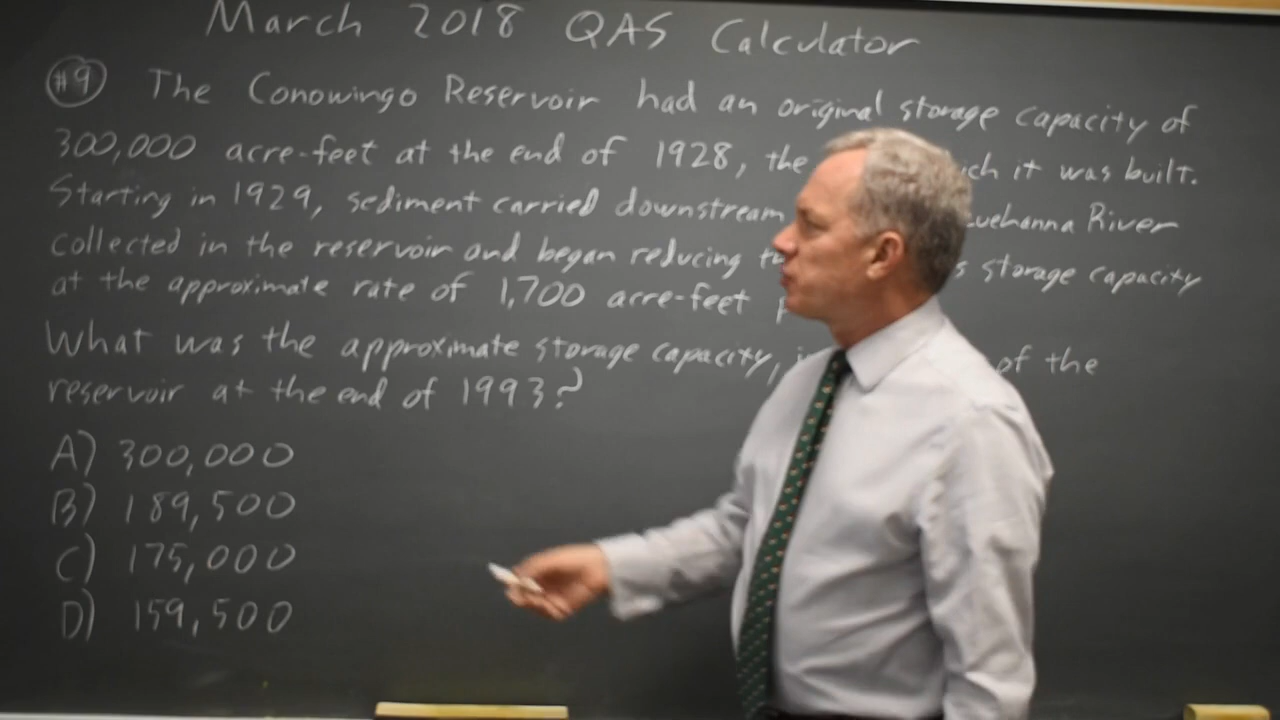 March 2018 QAS Calculator
#9 The Conowingo Reservoir had an original storage capacity of
300,000 acre-feet at the end of 1928, the ich it was built.
Starting in 1929, sediment carried downstream uehanna River
collected in the reservoir and began reducing s storage capacity
at the approximate rate of 1,700 acre-feet
What was the approximate storage capacity, of the
reservoir at the end of 1993?
A) 300,000
B) 189,500
C) 175,000
D) 159,500